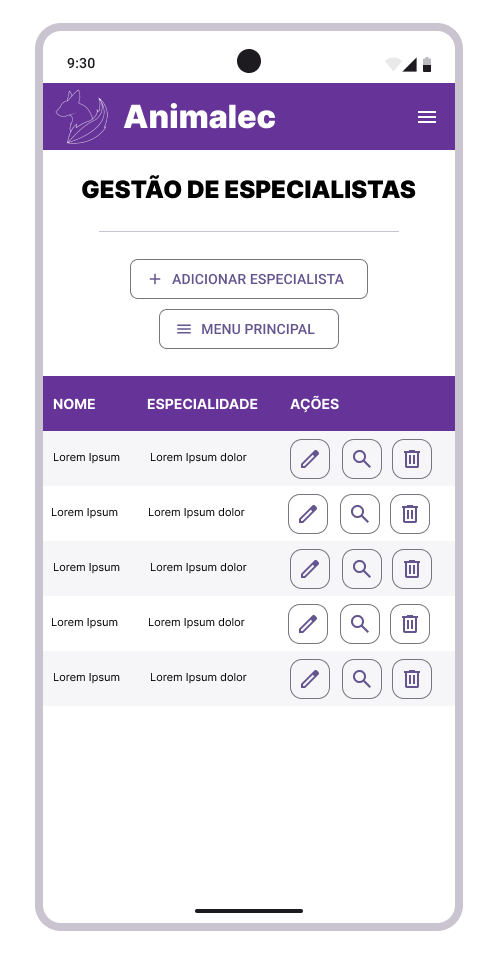 9:30
Animalec
GESTÃO DE ESPECIALISTAS
ADICIONAR ESPECIALISTA
MENU PRINCIPAL
NOME ESPECIALIDADE AÇÕES
Lorem Ipsum Lorem Ipsum dolor
Lorem Ipsum Lorem Ipsum dolor
Lorem Ipsum Lorem Ipsum dolor
Lorem Ipsum Lorem Ipsum dolor
Lorem Ipsum Lorem Ipsum dolor